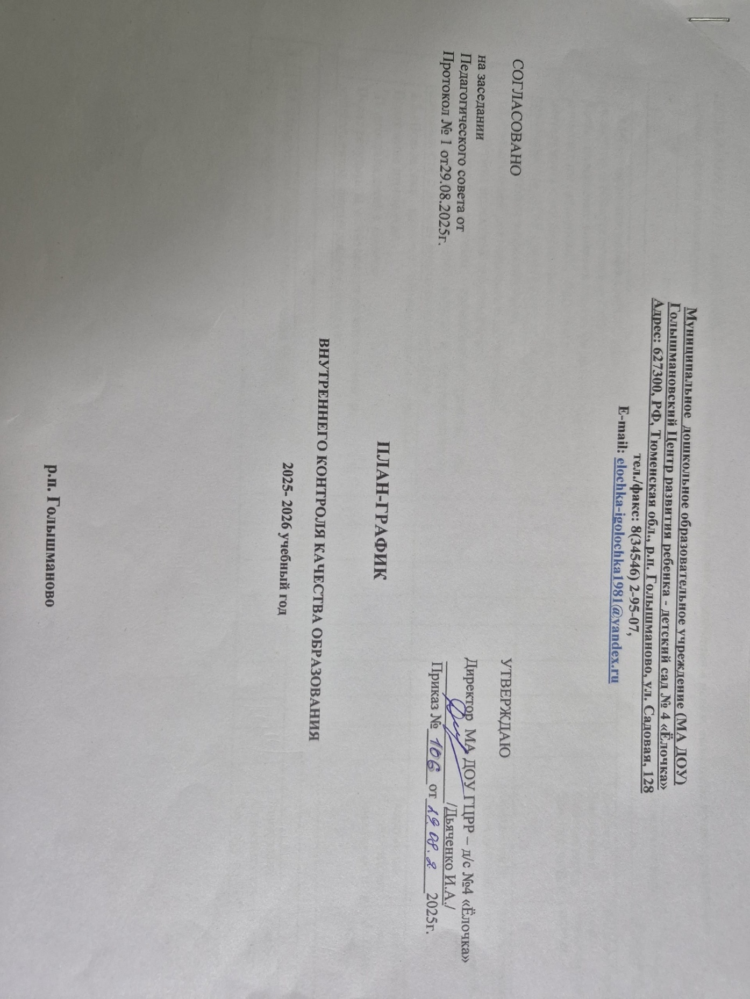 Муниципальное дошкольное образовательное учреждение (МА ДОУ)
Голышмановский Центр развития ребенка - детский сад № 4 «Ёлочка»
Адрес: 627300, РФ, Тюменская обл., р.п. Голышманово, ул. Садовая, 128
тел./факс: 8(34546) 2-95-07,
E-mail: elochka-igolochka1981@yandex.ru
СОГЛАСОВАНО
на заседании
Педагогического совета от
Протокол № 1 от29.08.2025г.
УТВЕРЖДАЮ
Директор МА ДОУ ГЦРР – д/с №4 «Ёлочка»
/Дьяченко И.А./
Приказ № 106 от 29.08.2 2025г.
ПЛАН-ГРАФИК
ВНУТРЕННЕГО КОНТРОЛЯ КАЧЕСТВА ОБРАЗОВАНИЯ
2025- 2026 учебный год
р.п. Голышманово